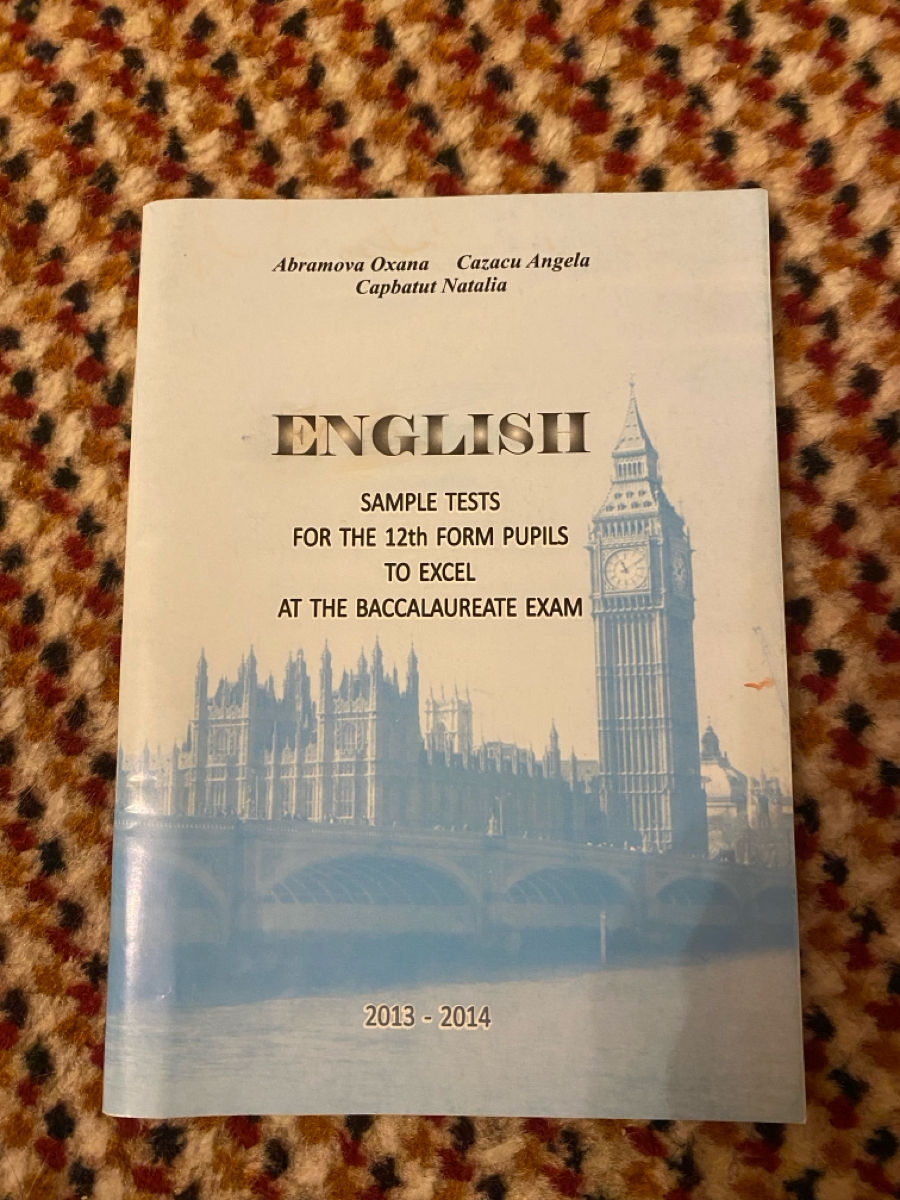 Abramova Oxana Cazacu Angela
Capbatut Natalia
ENGLISH
SAMPLE TESTS
FOR THE 12th FORM PUPILS
TO EXCEL
AT THE BACCALAUREATE EXAM
2013 - 2014